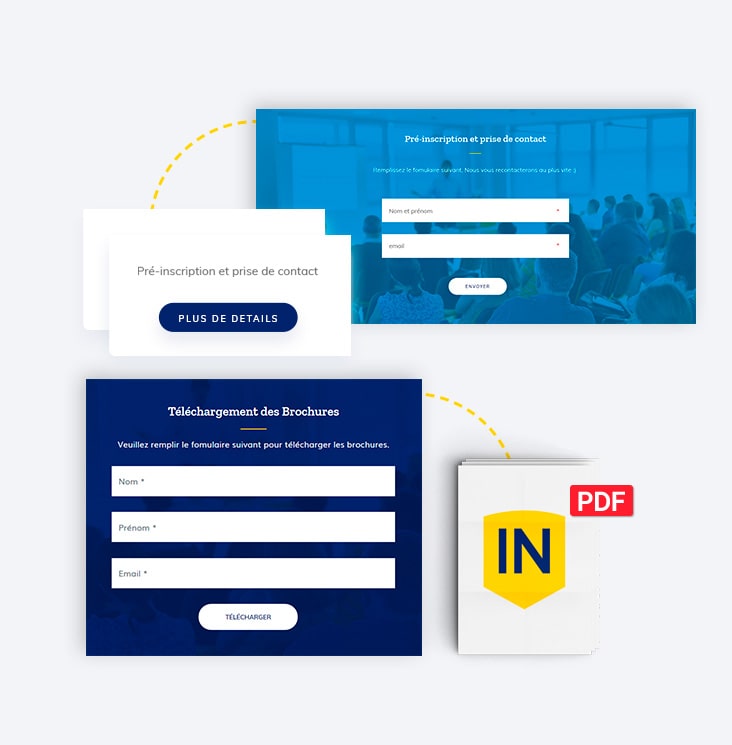 Pré-inscription et prise de contact
Remplissez le fomulaire suivant. Nous vous recontacterons au plus vite :)
Nom et prénom *
email *
ENVOYER
Pré-inscription et prise de contact
PLUS DE DETAILS
Téléchargement des Brochures
Veuillez remplir le fomulaire suivant pour télécharger les brochures.
Nom *
Prénom *
Email *
TÉLÉCHARGER
PDF
IN